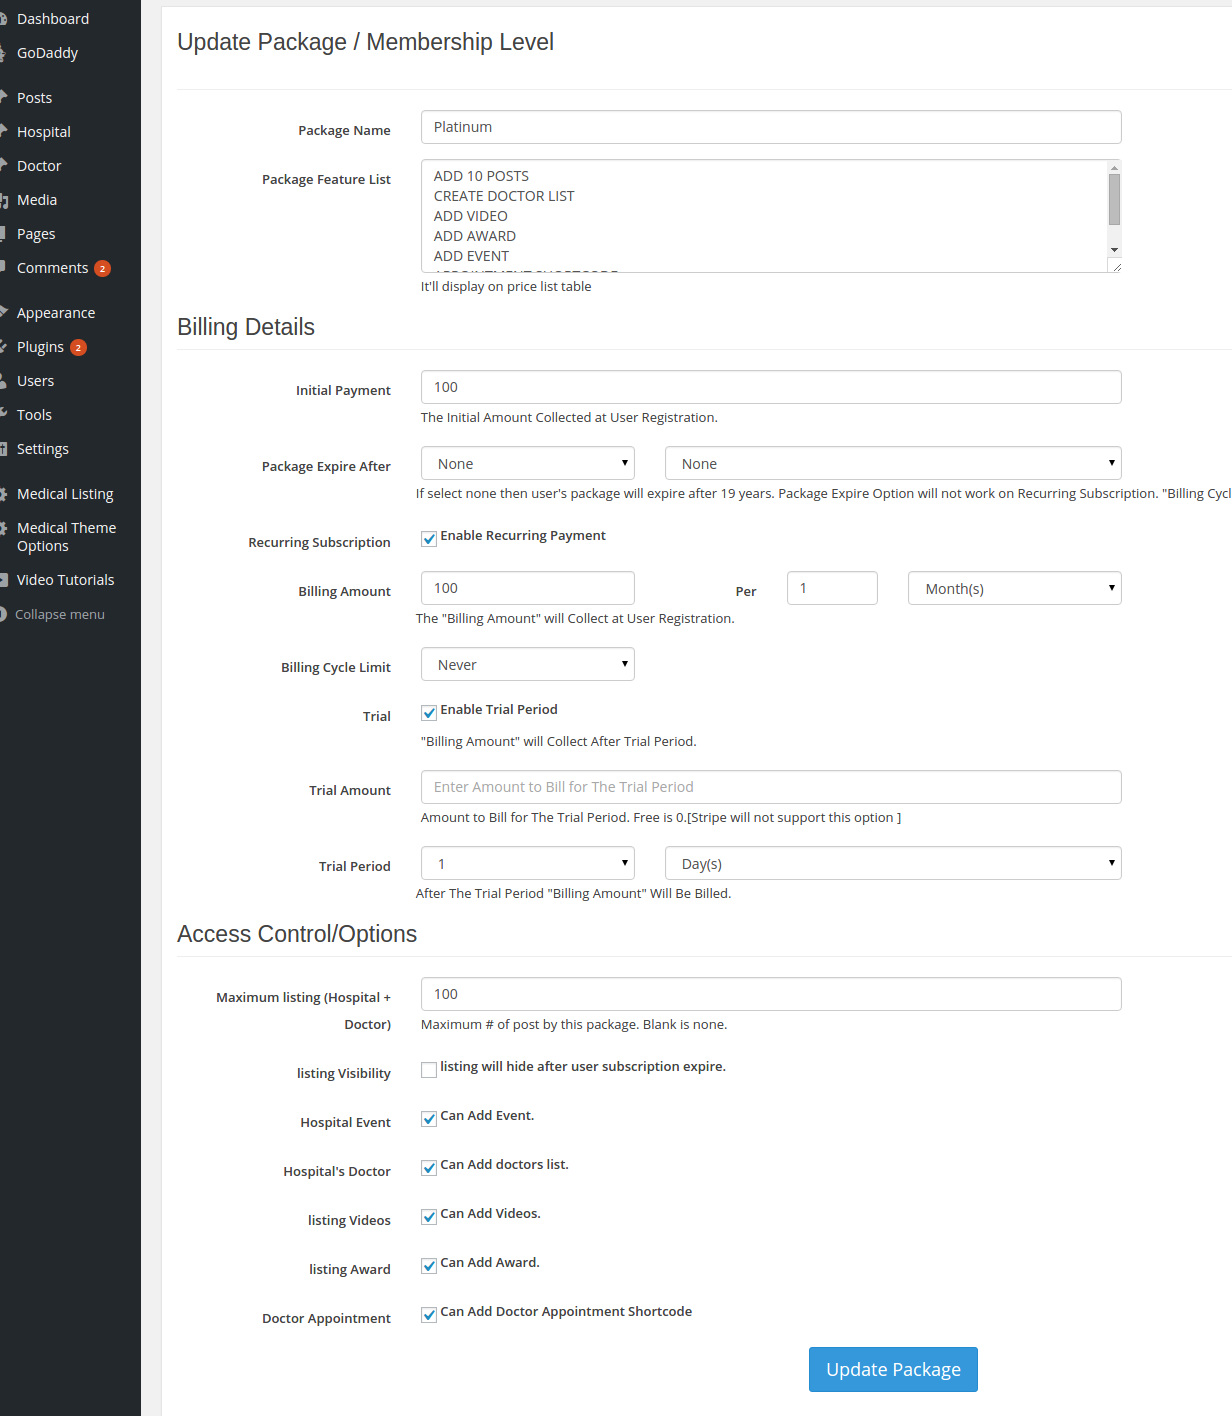 Dashboard
GoDaddy
Posts
Hospital
Doctor
Media
Pages
Comments 2
Appearance
Plugins 2
Users
Tools
Settings
Medical Listing
Medical Theme
Options
Video Tutorials
Collapse menu
Update Package / Membership Level
Package Name
Platinum
Package Feature List
ADD 10 POSTS
CREATE DOCTOR LIST
ADD VIDEO
ADD AWARD
ADD EVENT
It'll display on price list table
Billing Details
Initial Payment
100
The Initial Amount Collected at User Registration.
Package Expire After
None
None
If select none then user's package will expire after 19 years. Package Expire Option will not work on Recurring Subscription. "Billing Cycl
Recurring Subscription
Enable Recurring Payment
Billing Amount
100
Per
1
Month(s)
The "Billing Amount" will Collect at User Registration.
Billing Cycle Limit
Never
Trial
Enable Trial Period
"Billing Amount" will Collect After Trial Period.
Trial Amount
Enter Amount to Bill for The Trial Period
Amount to Bill for The Trial Period. Free is 0.[Stripe will not support this option ]
Trial Period
1
Day(s)
After The Trial Period "Billing Amount" Will Be Billed.
Access Control/Options
Maximum listing (Hospital +
Doctor)
100
Maximum # of post by this package. Blank is none.
listing Visibility
listing will hide after user subscription expire.
Hospital Event
Can Add Event.
Hospital's Doctor
Can Add doctors list.
listing Videos
Can Add Videos.
listing Award
Can Add Award.
Doctor Appointment
Can Add Doctor Appointment Shortcode
Update Package